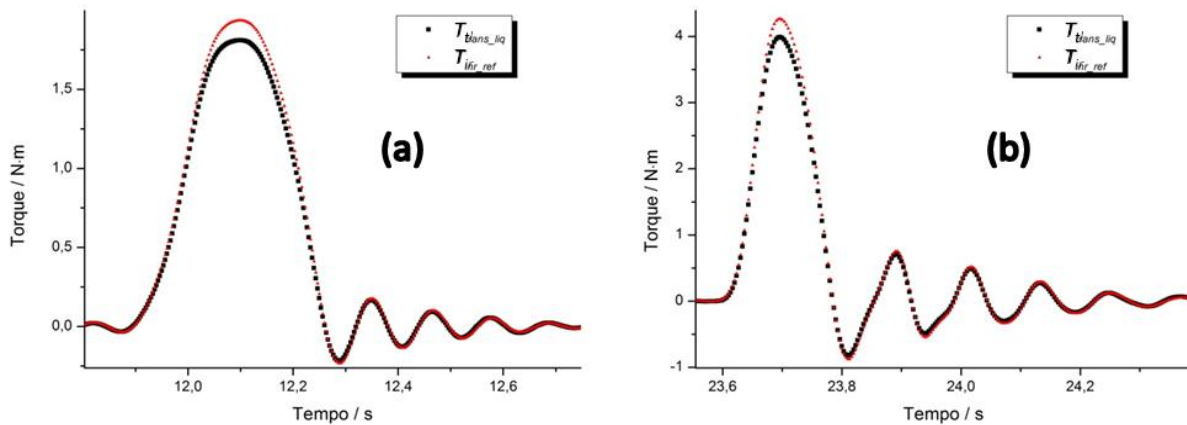 T
T
(a)
1,5
1,0
0,5
0,0
12,0 12,2 12,4 12,6
Torque / N·m
Tempo / s
T
T
(b)
4
3
2
1
0
-1
23,6 23,8 24,0 24,2
Torque / N·m
Tempo / s